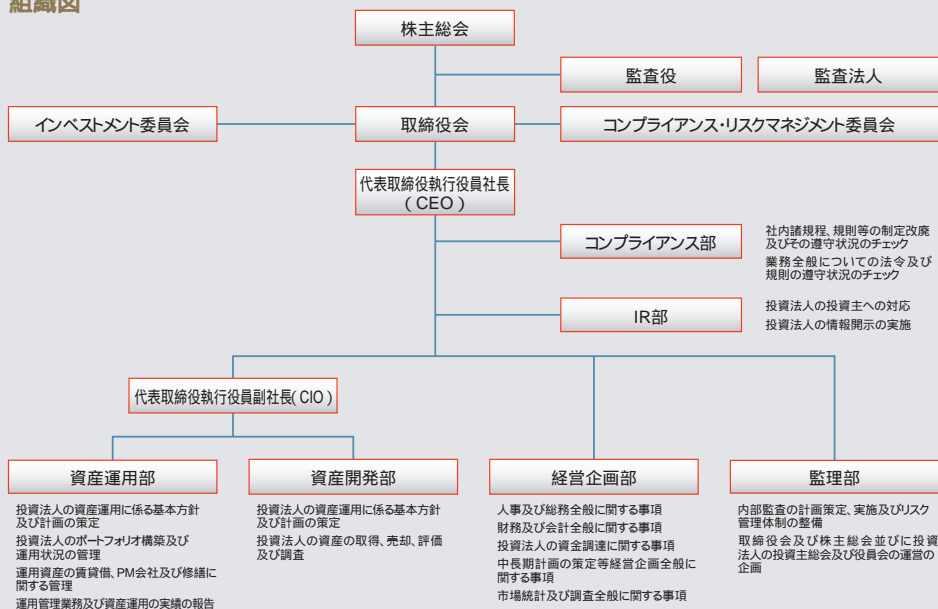 組織図
株主総会
監査役
監査法人
インベストメント委員会
取締役会
コンプライアンス・リスクマネジメント委員会
代表取締役執行役員社長
(CEO)
コンプライアンス部
社内諸規程、規則等の制定改廃
及びその遵守状況のチェック
業務全般についての法令及び
規則の遵守状況のチェック
IR部
投資法人の投資主への対応
投資法人の情報開示の実施
代表取締役執行役員副社長(CIO)
資産運用部
投資法人の資産運用に係る基本方針
及び計画の策定
投資法人のポートフォリオ構築及び
運用状況の管理
運用資産の賃貸借、PM会社及び修繕に
関する管理
運用管理業務及び資産運用の実績の報告
資産開発部
投資法人の資産運用に係る基本方針
及び計画の策定
投資法人の資産の取得、売却、評価
及び調査
経営企画部
人事及び総務全般に関する事項
財務及び会計全般に関する事項
投資法人の資金調達に関する事項
中長期計画の策定等経営企画全般に
関する事項
市場統計及び調査全般に関する事項
監理部
内部監査の計画策定、実施及びリスク
管理体制の整備
取締役会及び株主総会並びに投資
法人の投資主総会及び役員会の運営の
企画